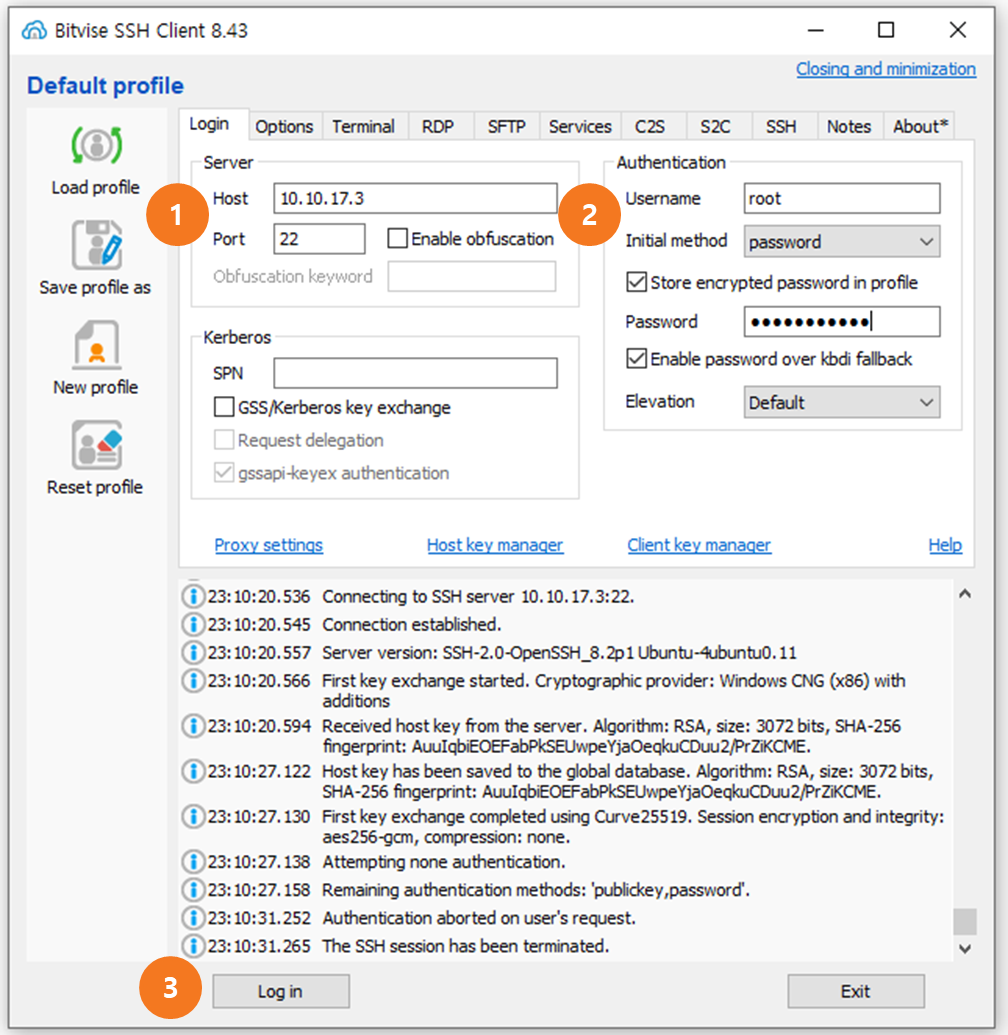 Bitvise SSH Client 8.43
Closing and minimization
Default profile
Load profile
Save profile as
New profile
Reset profile
Login Options Terminal RDP SFTP Services C2S S2C SSH Notes About*
Server
1
Host 10.10.17.3
Port 22 Enable obfuscation
Obfuscation keyword
Kerberos
SPN
GSS/Kerberos key exchange
Request delegation
gssapi-keyex authentication
2
Authentication
Username root
Initial method password
Store encrypted password in profile
Password ●●●●●●●●●●●
Enable password over kbdi fallback
Elevation Default
Proxy settings Host key manager Client key manager Help
23:10:20.536 Connecting to SSH server 10.10.17.3:22.
23:10:20.545 Connection established.
23:10:20.557 Server version: SSH-2.0-OpenSSH_8.2p1 Ubuntu-4ubuntu0.11
23:10:20.566 First key exchange started. Cryptographic provider: Windows CNG (x86) with
additions
23:10:20.594 Received host key from the server. Algorithm: RSA, size: 3072 bits, SHA-256
fingerprint: AuuIqbiEOEFabPkSEUwpeYjaOeqkuCDuu2/PrZiKCME.
23:10:27.122 Host key has been saved to the global database. Algorithm: RSA, size: 3072 bits,
SHA-256 fingerprint: AuuIqbiEOEFabPkSEUwpeYjaOeqkuCDuu2/PrZiKCME.
23:10:27.130 First key exchange completed using Curve25519. Session encryption and integrity:
aes256-gcm, compression: none.
23:10:27.138 Attempting none authentication.
23:10:27.158 Remaining authentication methods: 'publickey,password'.
23:10:31.252 Authentication aborted on user's request.
23:10:31.265 The SSH session has been terminated.
3
Log in Exit